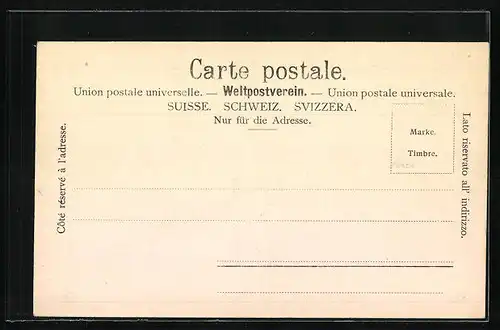 Carte postale.
Union postale universelle. — Weltpostverein. — Union postale universale.
SUISSE. SCHWEIZ. SVIZZERA.
Nur für die Adresse.
Marke.
Timbre.
Côté réservé à l'adresse.
Lato riservato all' indirizzo.